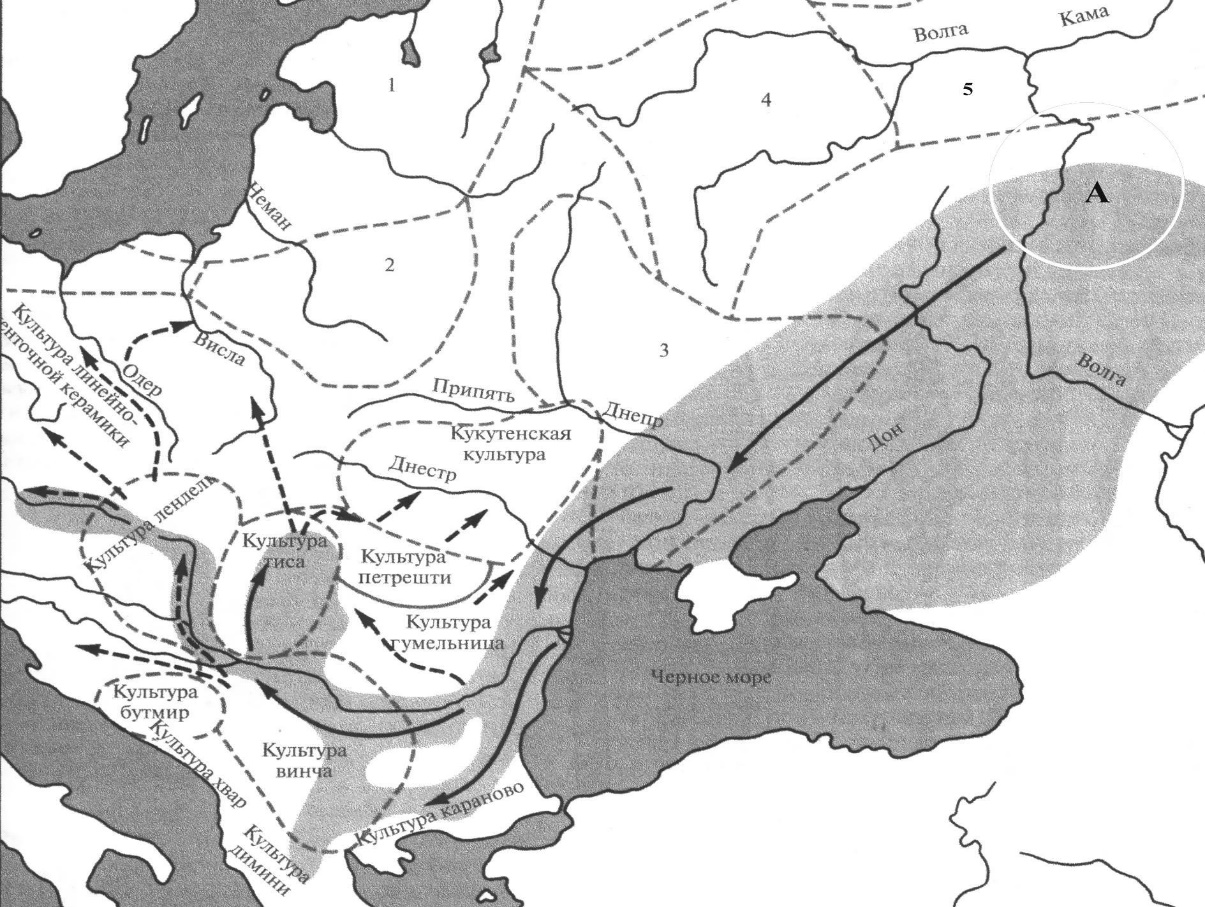 Волга
Кама
1
4
5
А
Неман
2
3
Культура линейно-
енточной керамики
Одер
Висла
Припять
Днепр
Волга
Кукутенская
культура
Дон
Днестр
Культура лендель
Культура
тиса
Культура
петрешти
Культура
гумельница
Черное море
Культура
бутмир
Культура хвар
Культура
винча
Культура караново
Культура
димини